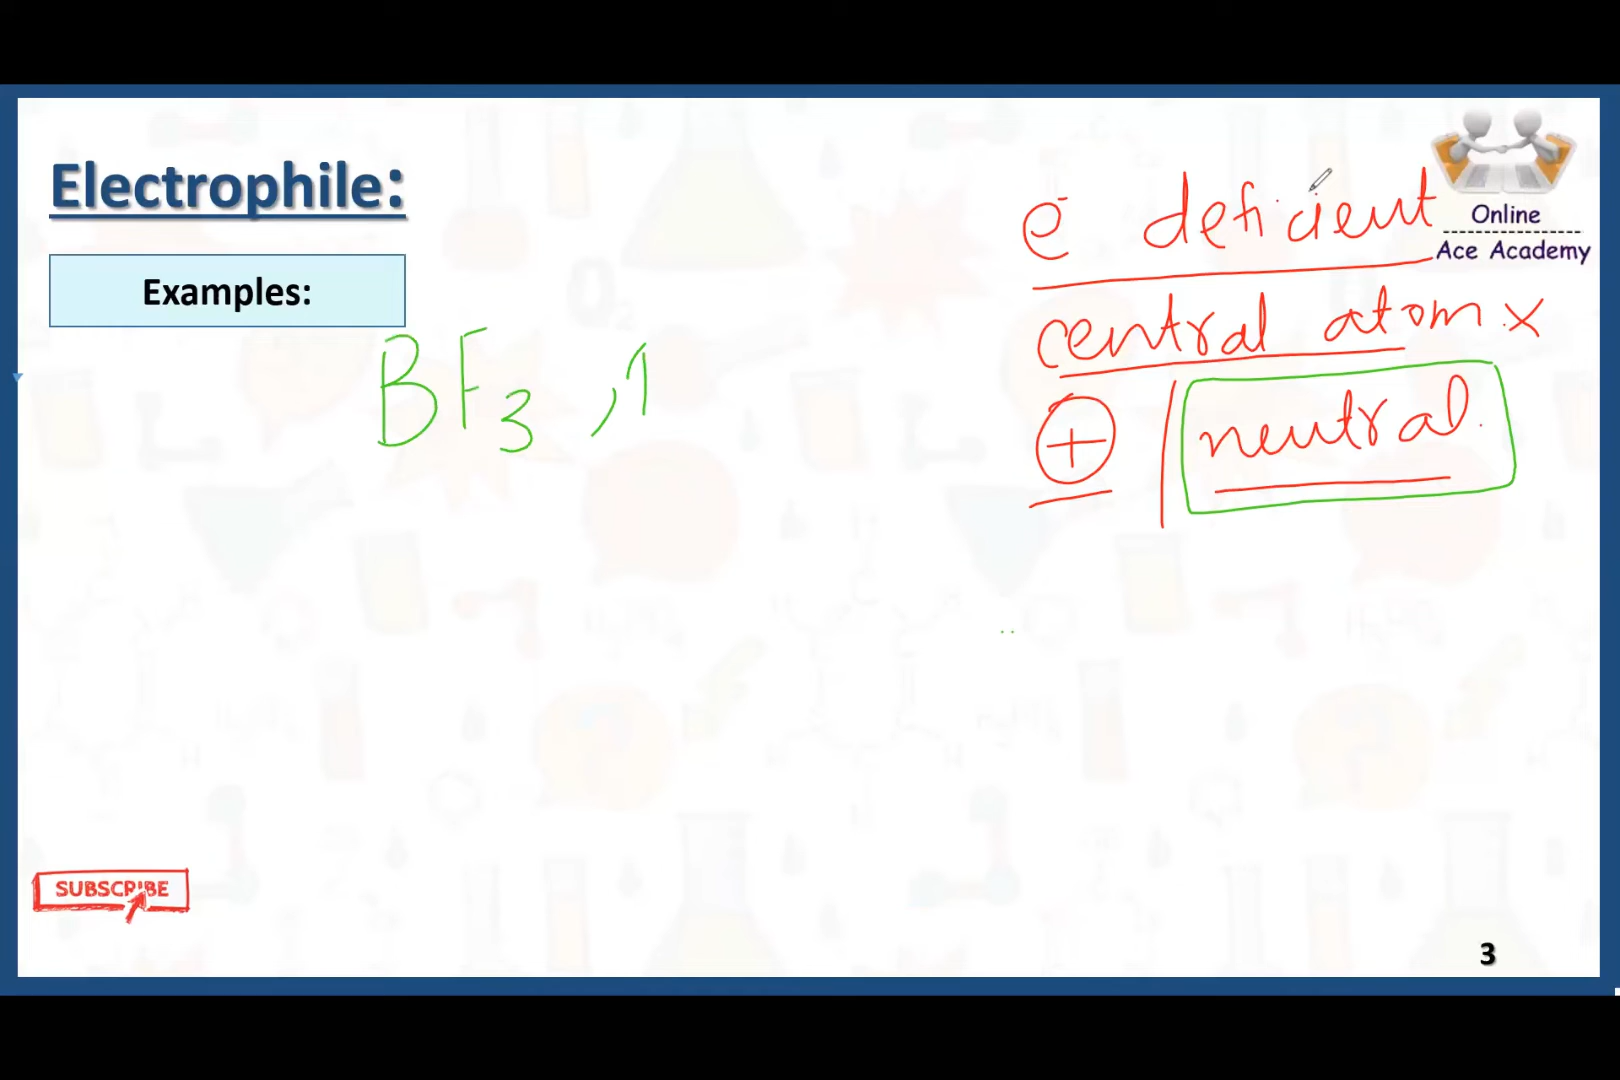 Electrophile:
Examples:
BF3 ,
e- deficient
central atom x
+ | neutral.
Online
Ace Academy
SUBSCRIBE
3